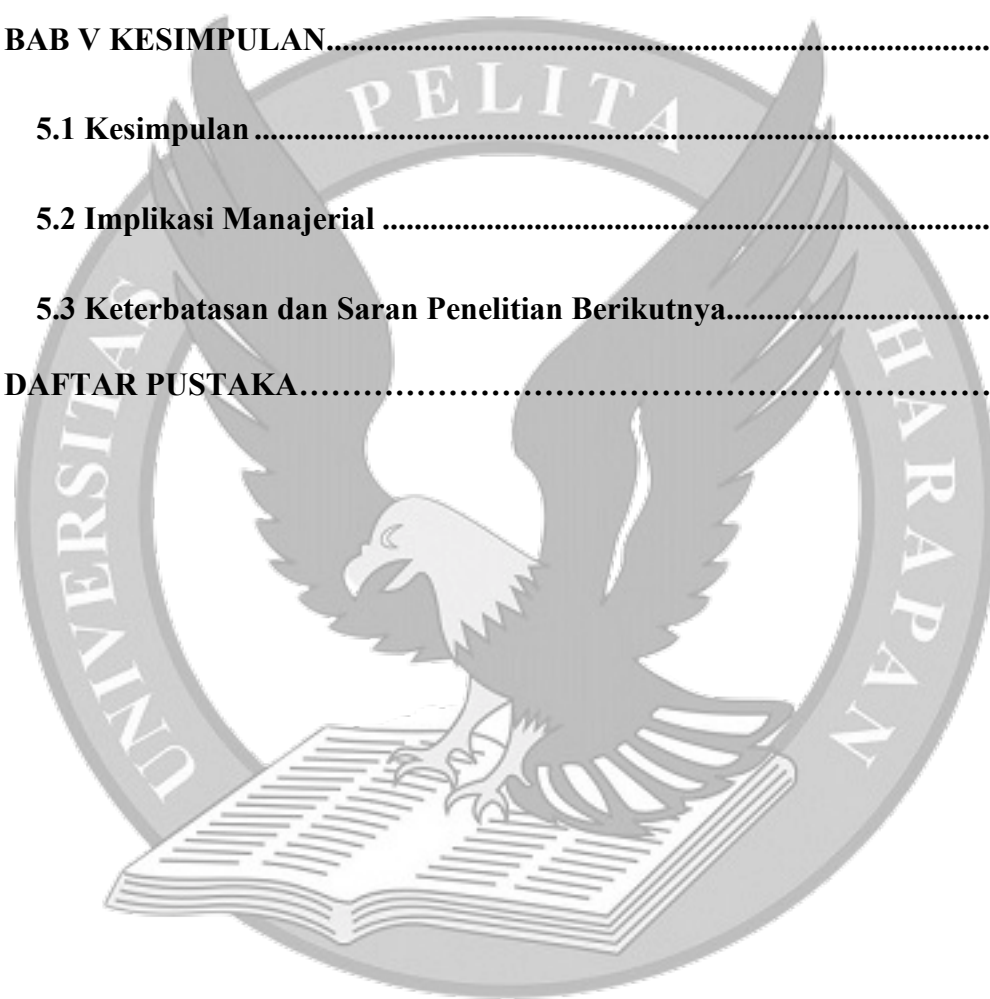 BAB V KESIMPULAN..............................................................................................
5.1 Kesimpulan .........................................................................................................
5.2 Implikasi Manajerial .......................................................................................
5.3 Keterbatasan dan Saran Penelitian Berikutnya......................................
DAFTAR PUSTAKA………………………………………………………………
UNIVERSITAS PELITA HARAPAN